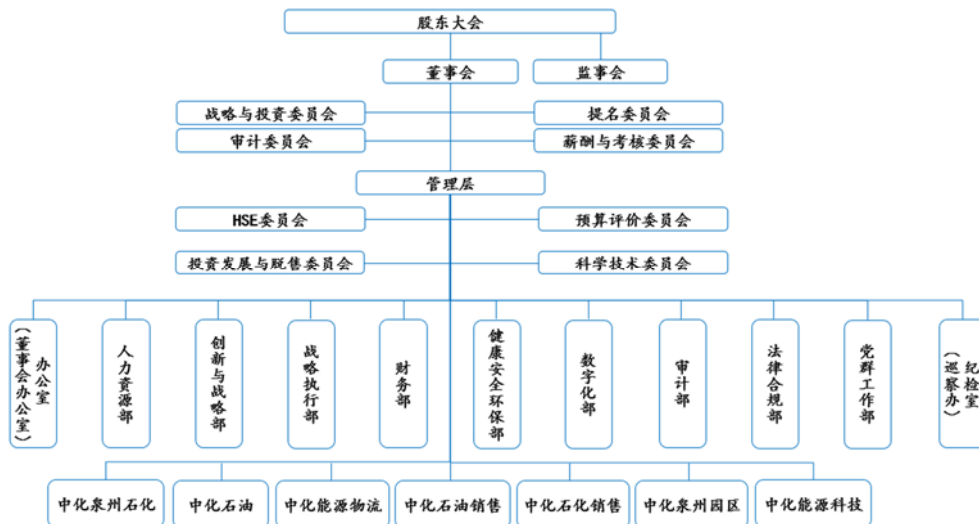 股东大会
董事会
监事会
战略与投资委员会
提名委员会
审计委员会
薪酬与考核委员会
管理层
HSE委员会
预算评价委员会
投资发展与脱售委员会
科学技术委员会
办公室
（董事会办公室）
人力资源部
创新与战略部
战略执行部
财务部
健康安全环保部
数字化部
审计部
法律合规部
党群工作部
纪检室
（巡察办）
中化泉州石化
中化石油
中化能源物流
中化石油销售
中化石化销售
中化泉州园区
中化能源科技